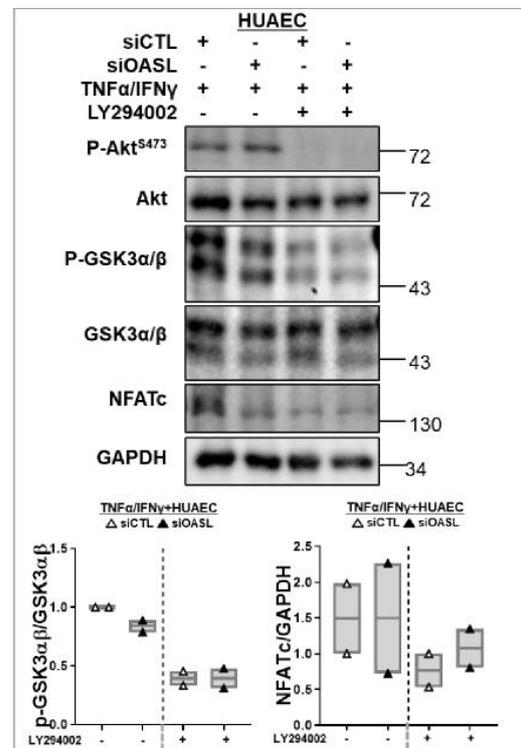 HUAEC
siCTL + - + -
siOASL - + - +
TNFα/IFNγ + + + +
LY294002 - - + +
P-Akt^S473
72
Akt
72
P-GSK3α/β
43
GSK3α/β
43
NFATc
130
GAPDH
34
TNFα/IFNγ+HUAEC
△ siCTL ▲ siOASL
p-GSK3αβ/GSK3αβ
1.5
1.0
0.5
0.0
LY294002 - - + +
TNFα/IFNγ+HUAEC
△ siCTL ▲ siOASL
NFATc/GAPDH
2.5
2.0
1.5
1.0
0.5
0.0
LY294002 - - + +